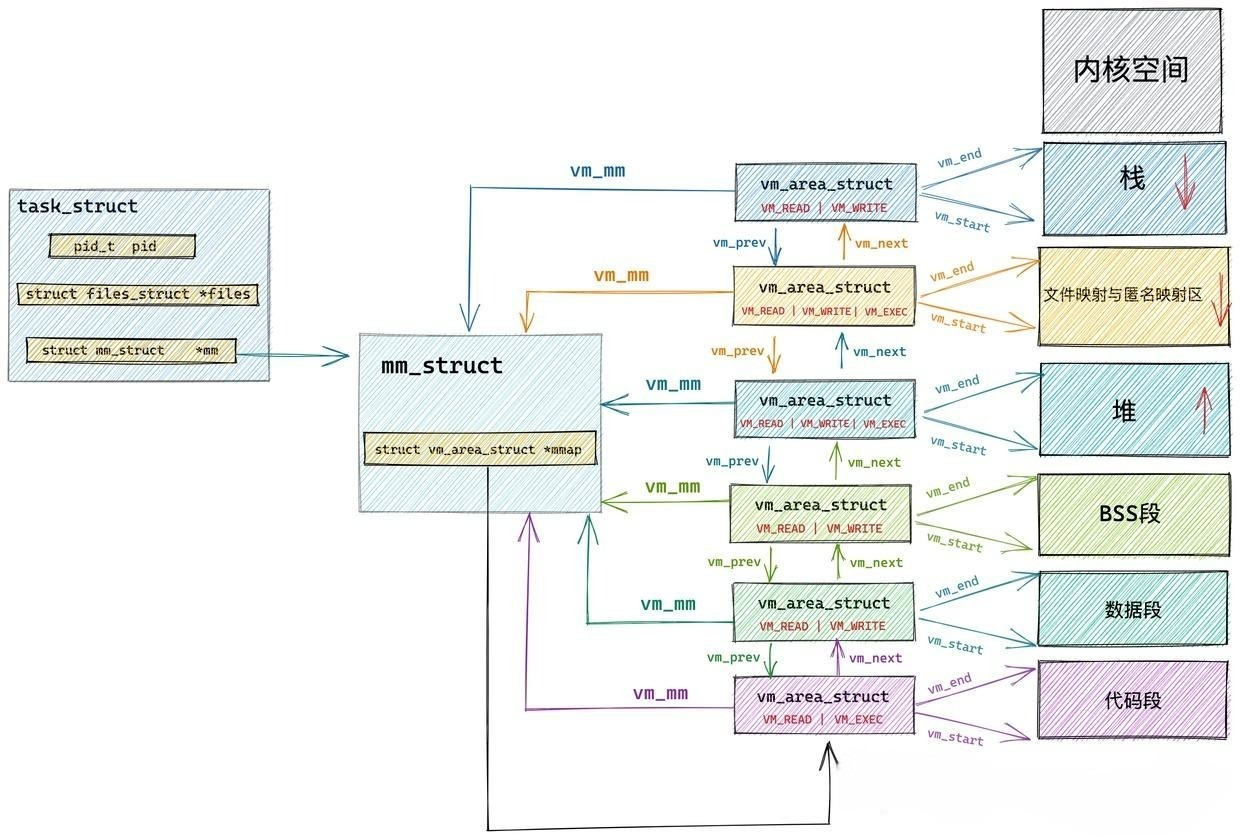 内核空间
vm_mm
vm_area_struct
VM_READ | VM_WRITE
vm_end
vm_start
栈
task_struct
pid_t pid
struct files_struct *files
struct mm_struct *mm
vm_prev
vm_next
vm_mm
vm_area_struct
VM_READ | VM_WRITE| VM_EXEC
vm_end
vm_start
文件映射与匿名映射区
vm_prev
vm_next
mm_struct
struct vm_area_struct *mmap
vm_mm
vm_area_struct
VM_READ | VM_WRITE| VM_EXEC
vm_end
vm_start
堆
vm_prev
vm_next
vm_mm
vm_area_struct
VM_READ | VM_WRITE
vm_end
vm_start
BSS段
vm_prev
vm_next
vm_mm
vm_area_struct
VM_READ | VM_WRITE
vm_end
vm_start
数据段
vm_prev
vm_next
vm_mm
vm_area_struct
VM_READ | VM_EXEC
vm_end
vm_start
代码段